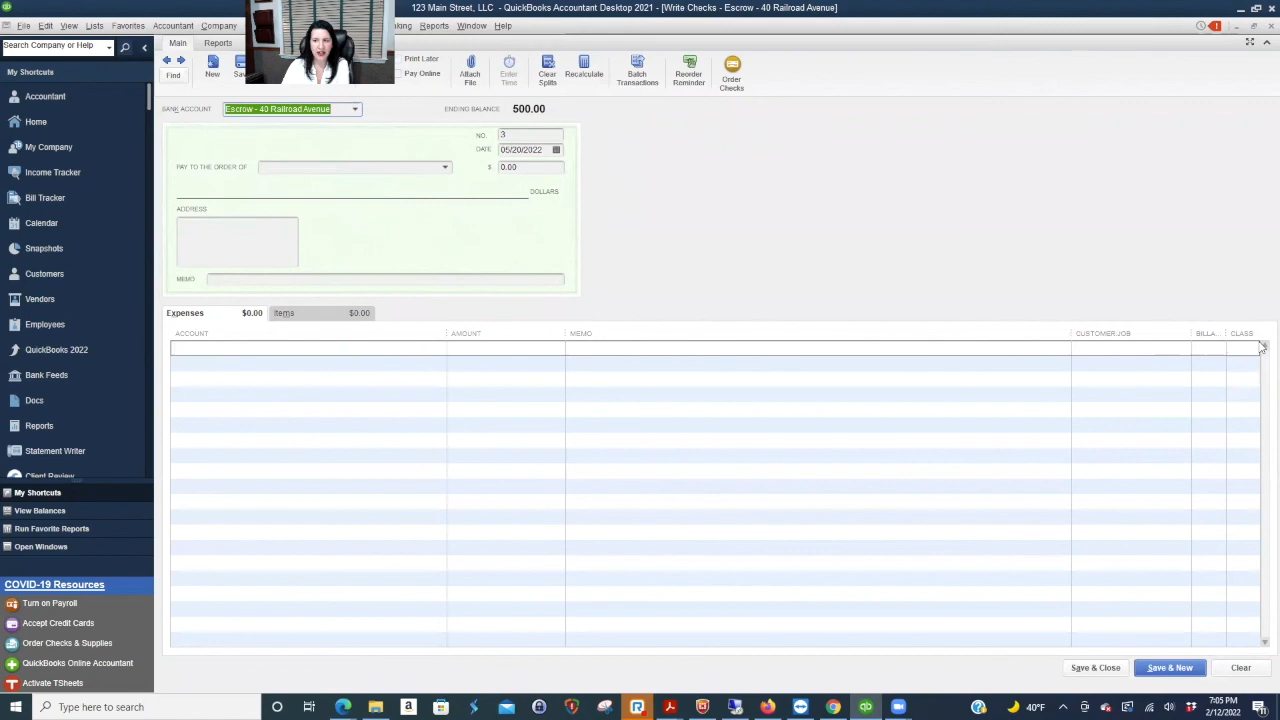 123 Main Street, LLC - QuickBooks Accountant Desktop 2021 - [Write Checks - Escrow - 40 Railroad Avenue]
File Edit View Lists Favorites Company Reports Window Help
Search Company or Help
My Shortcuts
Accountant
Home
My Company
Income Tracker
Bill Tracker
Calendar
Snapshots
Customers
Vendors
Employees
QuickBooks 2022
Bank Feeds
Docs
Reports
Statement Writer
Client Review
My Shortcuts
View Balances
Run Favorite Reports
Open Windows
COVID-19 Resources
Turn on Payroll
Accept Credit Cards
Order Checks & Supplies
QuickBooks Online Accountant
Activate TSheets
Main Reports
Find
New
Print Later
Pay Online
Attach File
Enter Time
Clear Splits
Recalculate
Batch Transactions
Reorder Reminder
Order Checks
BANK ACCOUNT Escrow - 40 Railroad Avenue ENDING BALANCE 500.00
NO. 3
DATE 05/20/2022
PAY TO THE ORDER OF $ 0.00
DOLLARS
ADDRESS
MEMO
Expenses $0.00 Items $0.00
ACCOUNT AMOUNT MEMO CUSTOMER:JOB BILLA... CLASS
Save & Close Save & New Clear
Type here to search
40°F
7:05 PM
2/12/2022